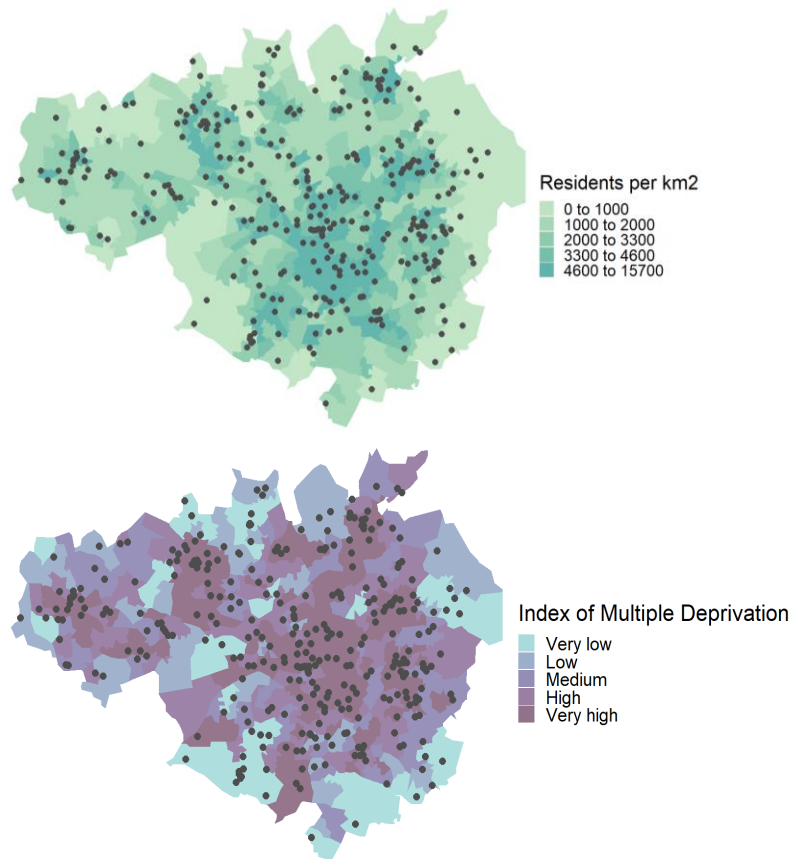 Residents per km2
0 to 1000
1000 to 2000
2000 to 3300
3300 to 4600
4600 to 15700
Index of Multiple Deprivation
Very low
Low
Medium
High
Very high